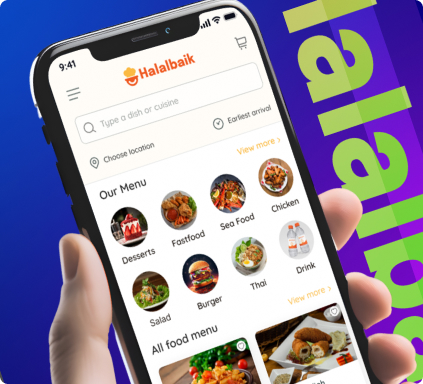 9:41
Halalbaik
Type a dish or cuisine
Choose location
Earliest arrival
Our Menu
View more >
Desserts
Fastfood
Sea Food
Chicken
Salad
Burger
Thai
Drink
All food menu
View more >
alalba